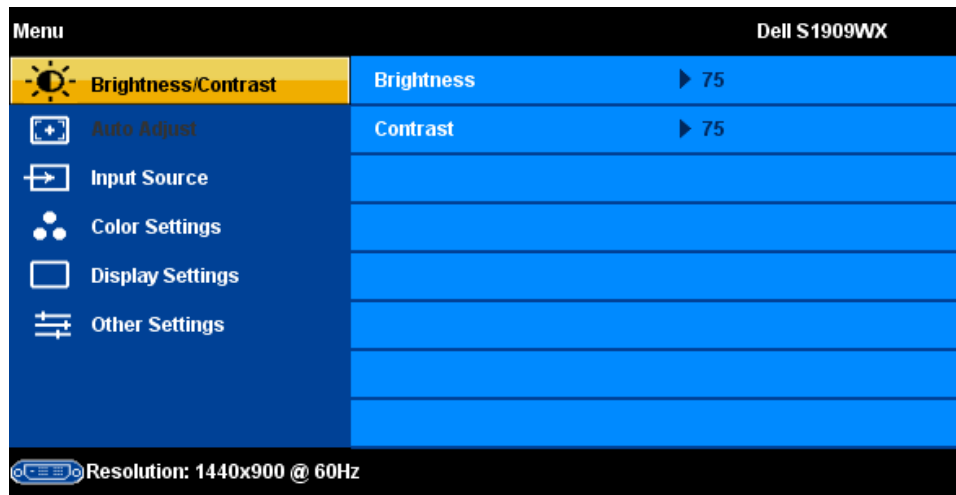 Menu Dell S1909WX
Brightness/Contrast Brightness 75
Auto Adjust Contrast 75
Input Source
Color Settings
Display Settings
Other Settings
Resolution: 1440x900 @ 60Hz